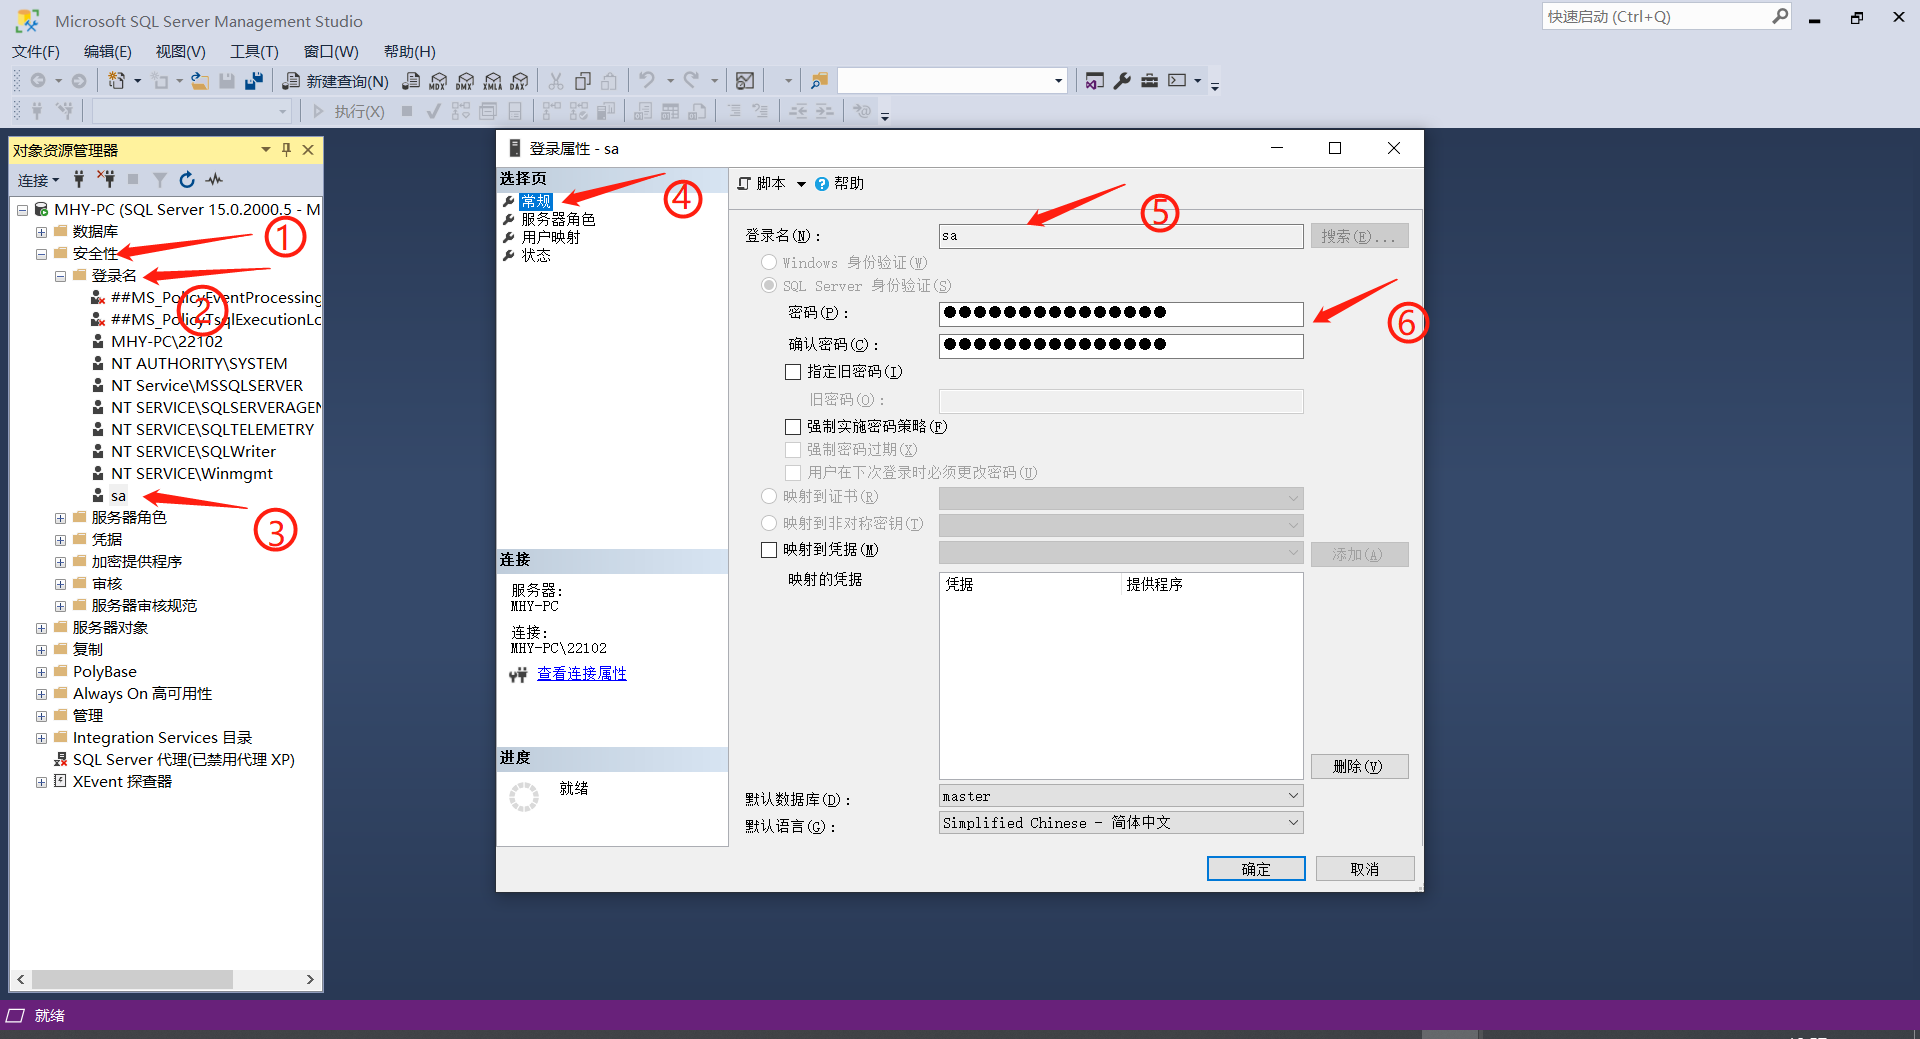 Microsoft SQL Server Management Studio
快速启动 (Ctrl+Q)
文件(F) 编辑(E) 视图(V) 工具(T) 窗口(W) 帮助(H)
新建查询(N) MDX DMX XMLA DAX
执行(X)
对象资源管理器
连接
MHY-PC (SQL Server 15.0.2000.5 - M
数据库
安全性
①
登录名
②
##MS_PolicyEventProcessing
##MS_PolicyTsqlExecutionLo
MHY-PC\22102
NT AUTHORITY\SYSTEM
NT Service\MSSQLSERVER
NT SERVICE\SQLSERVERAGEN
NT SERVICE\SQLTELEMETRY
NT SERVICE\SQLWriter
NT SERVICE\Winmgmt
sa
③
服务器角色
凭据
加密提供程序
审核
服务器审核规范
服务器对象
复制
PolyBase
Always On 高可用性
管理
Integration Services 目录
SQL Server 代理(已禁用代理 XP)
XEvent 探查器
登录属性 - sa
选择页
常规
④
服务器角色
用户映射
状态
连接
服务器:
MHY-PC
连接:
MHY-PC\22102
查看连接属性
进度
就绪
脚本 帮助
⑤
登录名(N): sa 搜索(E)...
Windows 身份验证(W)
SQL Server 身份验证(S)
密码(P): ●●●●●●●●●●●●●●●
⑥
确认密码(C): ●●●●●●●●●●●●●●●
指定旧密码(I)
旧密码(O):
强制实施密码策略(F)
强制密码过期(X)
用户在下次登录时必须更改密码(U)
映射到证书(R)
映射到非对称密钥(T)
映射到凭据(M) 添加(A)
映射的凭据 凭据 提供程序
删除(V)
默认数据库(D): master
默认语言(G): Simplified Chinese - 简体中文
确定 取消
就绪